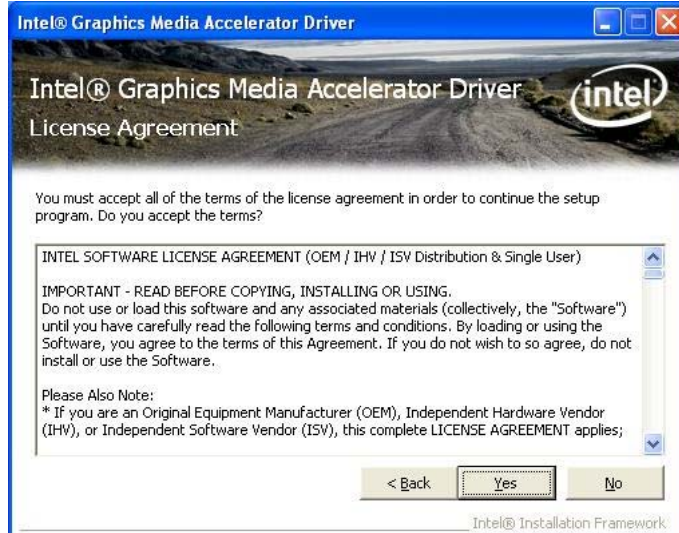 Intel® Graphics Media Accelerator Driver
Intel® Graphics Media Accelerator Driver
License Agreement
intel
You must accept all of the terms of the license agreement in order to continue the setup
program. Do you accept the terms?
INTEL SOFTWARE LICENSE AGREEMENT (OEM / IHV / ISV Distribution & Single User)
IMPORTANT - READ BEFORE COPYING, INSTALLING OR USING.
Do not use or load this software and any associated materials (collectively, the "Software")
until you have carefully read the following terms and conditions. By loading or using the
Software, you agree to the terms of this Agreement. If you do not wish to so agree, do not
install or use the Software.
Please Also Note:
* If you are an Original Equipment Manufacturer (OEM), Independent Hardware Vendor
(IHV), or Independent Software Vendor (ISV), this complete LICENSE AGREEMENT applies;
< Back Yes No
Intel® Installation Framework